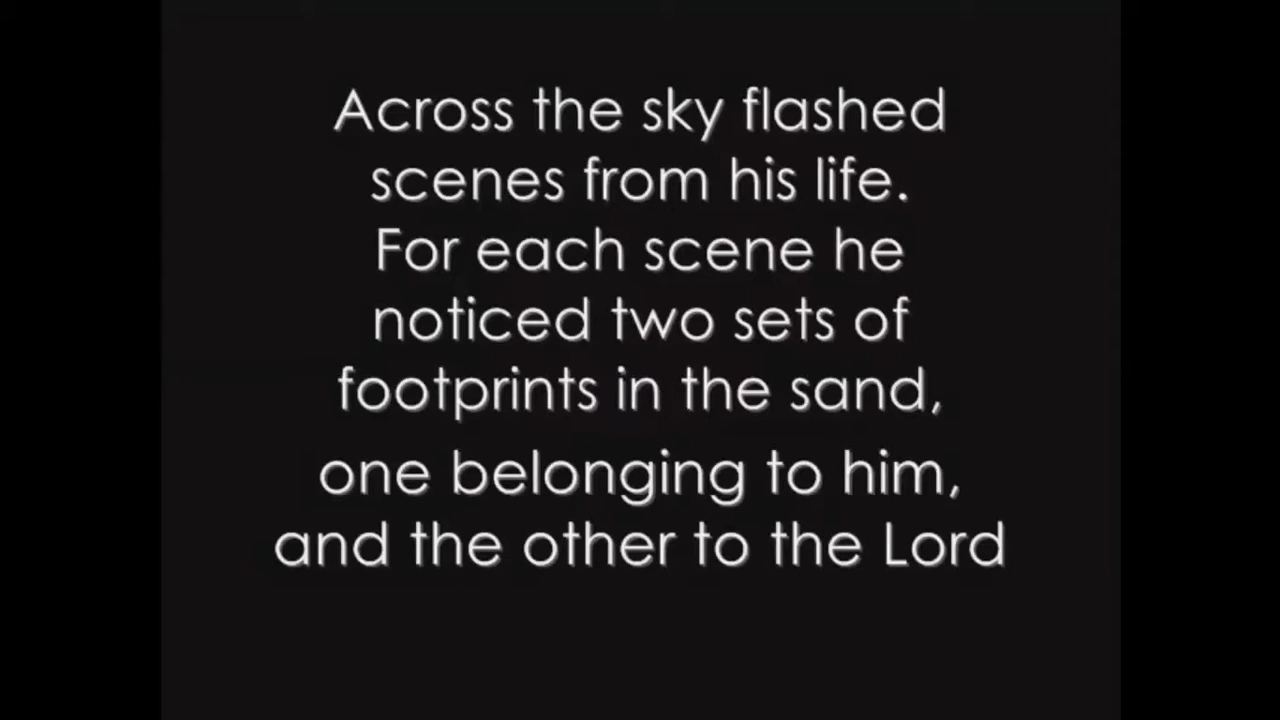 Across the sky flashed
scenes from his life.
For each scene he
noticed two sets of
footprints in the sand,
one belonging to him,
and the other to the Lord